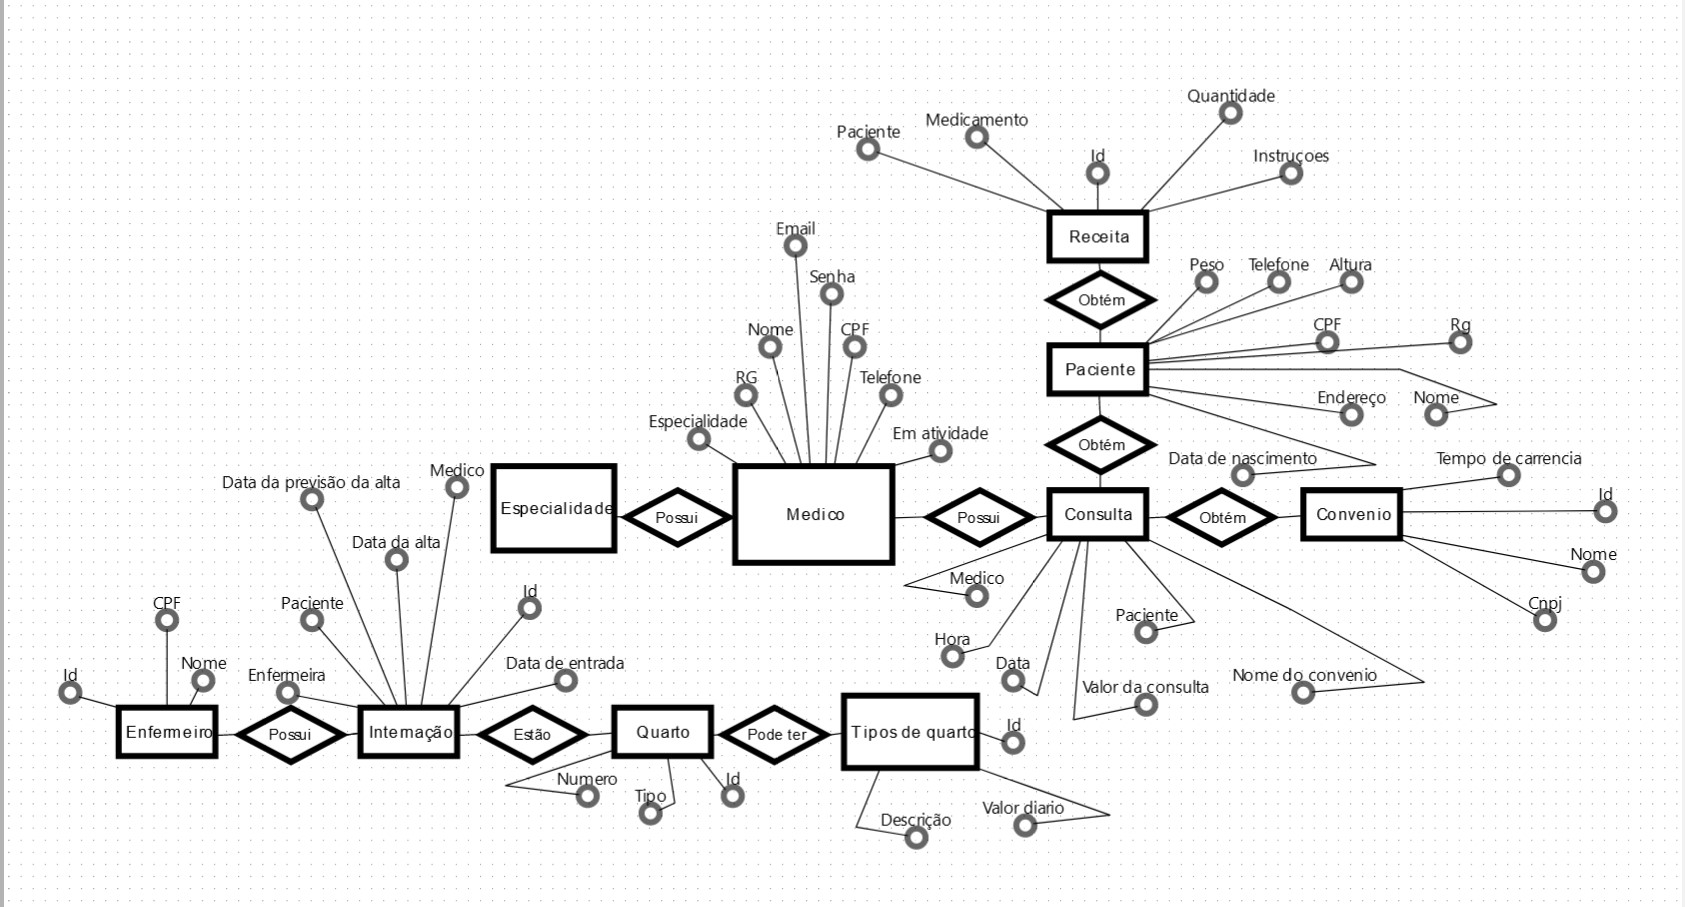 Quantidade
Medicamento
Paciente
Id
Instruçoes
Receita
Email
Senha
Obtém
Peso
Telefone
Altura
Nome
CPF
CPF
Rg
RG
Telefone
Paciente
Especialidade
Endereço
Nome
Em atividade
Obtém
Data de nascimento
Tempo de carrencia
Medico
Data da previsão da alta
Id
Especialidade
Possui
Medico
Possui
Consulta
Obtém
Convenio
Data da alta
Nome
Medico
Id
CPF
Paciente
Cnpj
Paciente
Hora
Data
Nome
Data de entrada
Id
Enfermeira
Nome do convenio
Valor da consulta
Id
Enfermeiro
Possui
Internação
Estão
Quarto
Pode ter
Tipos de quarto
Numero
Id
Tipo
Valor diario
Descrição